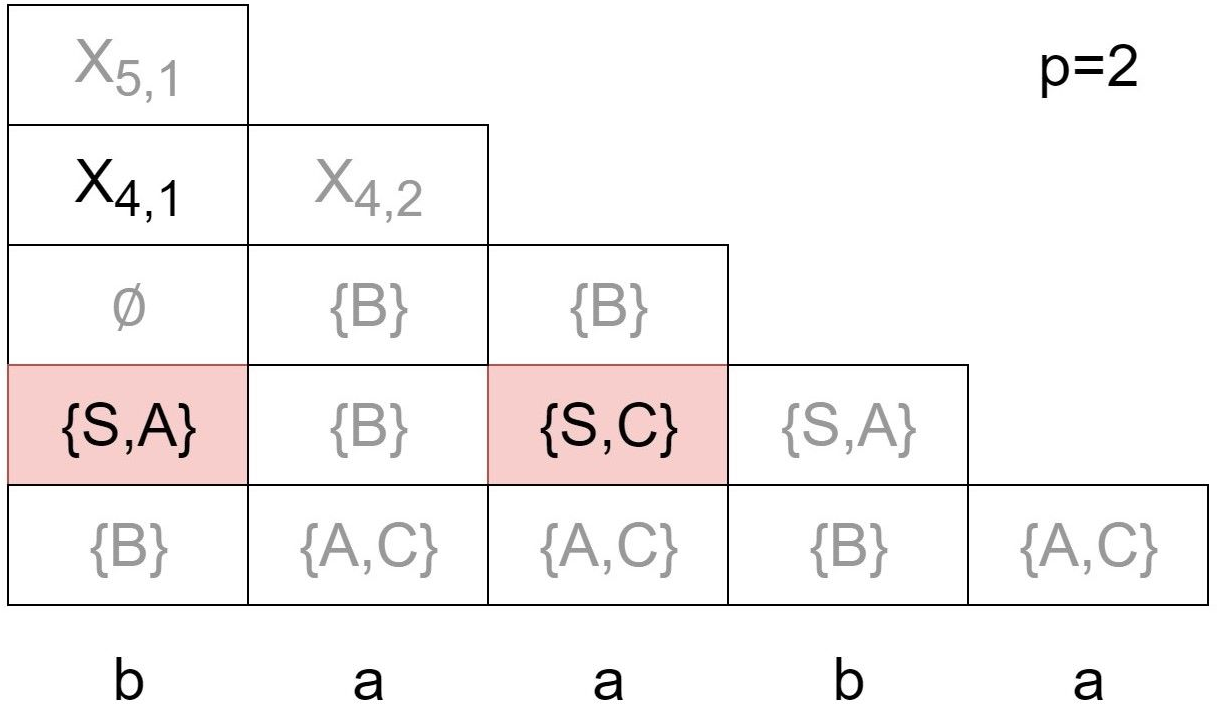 X5,1 p=2
X4,1 X4,2
∅ {B} {B}
{S,A} {B} {S,C} {S,A}
{B} {A,C} {A,C} {B} {A,C}
b a a b a